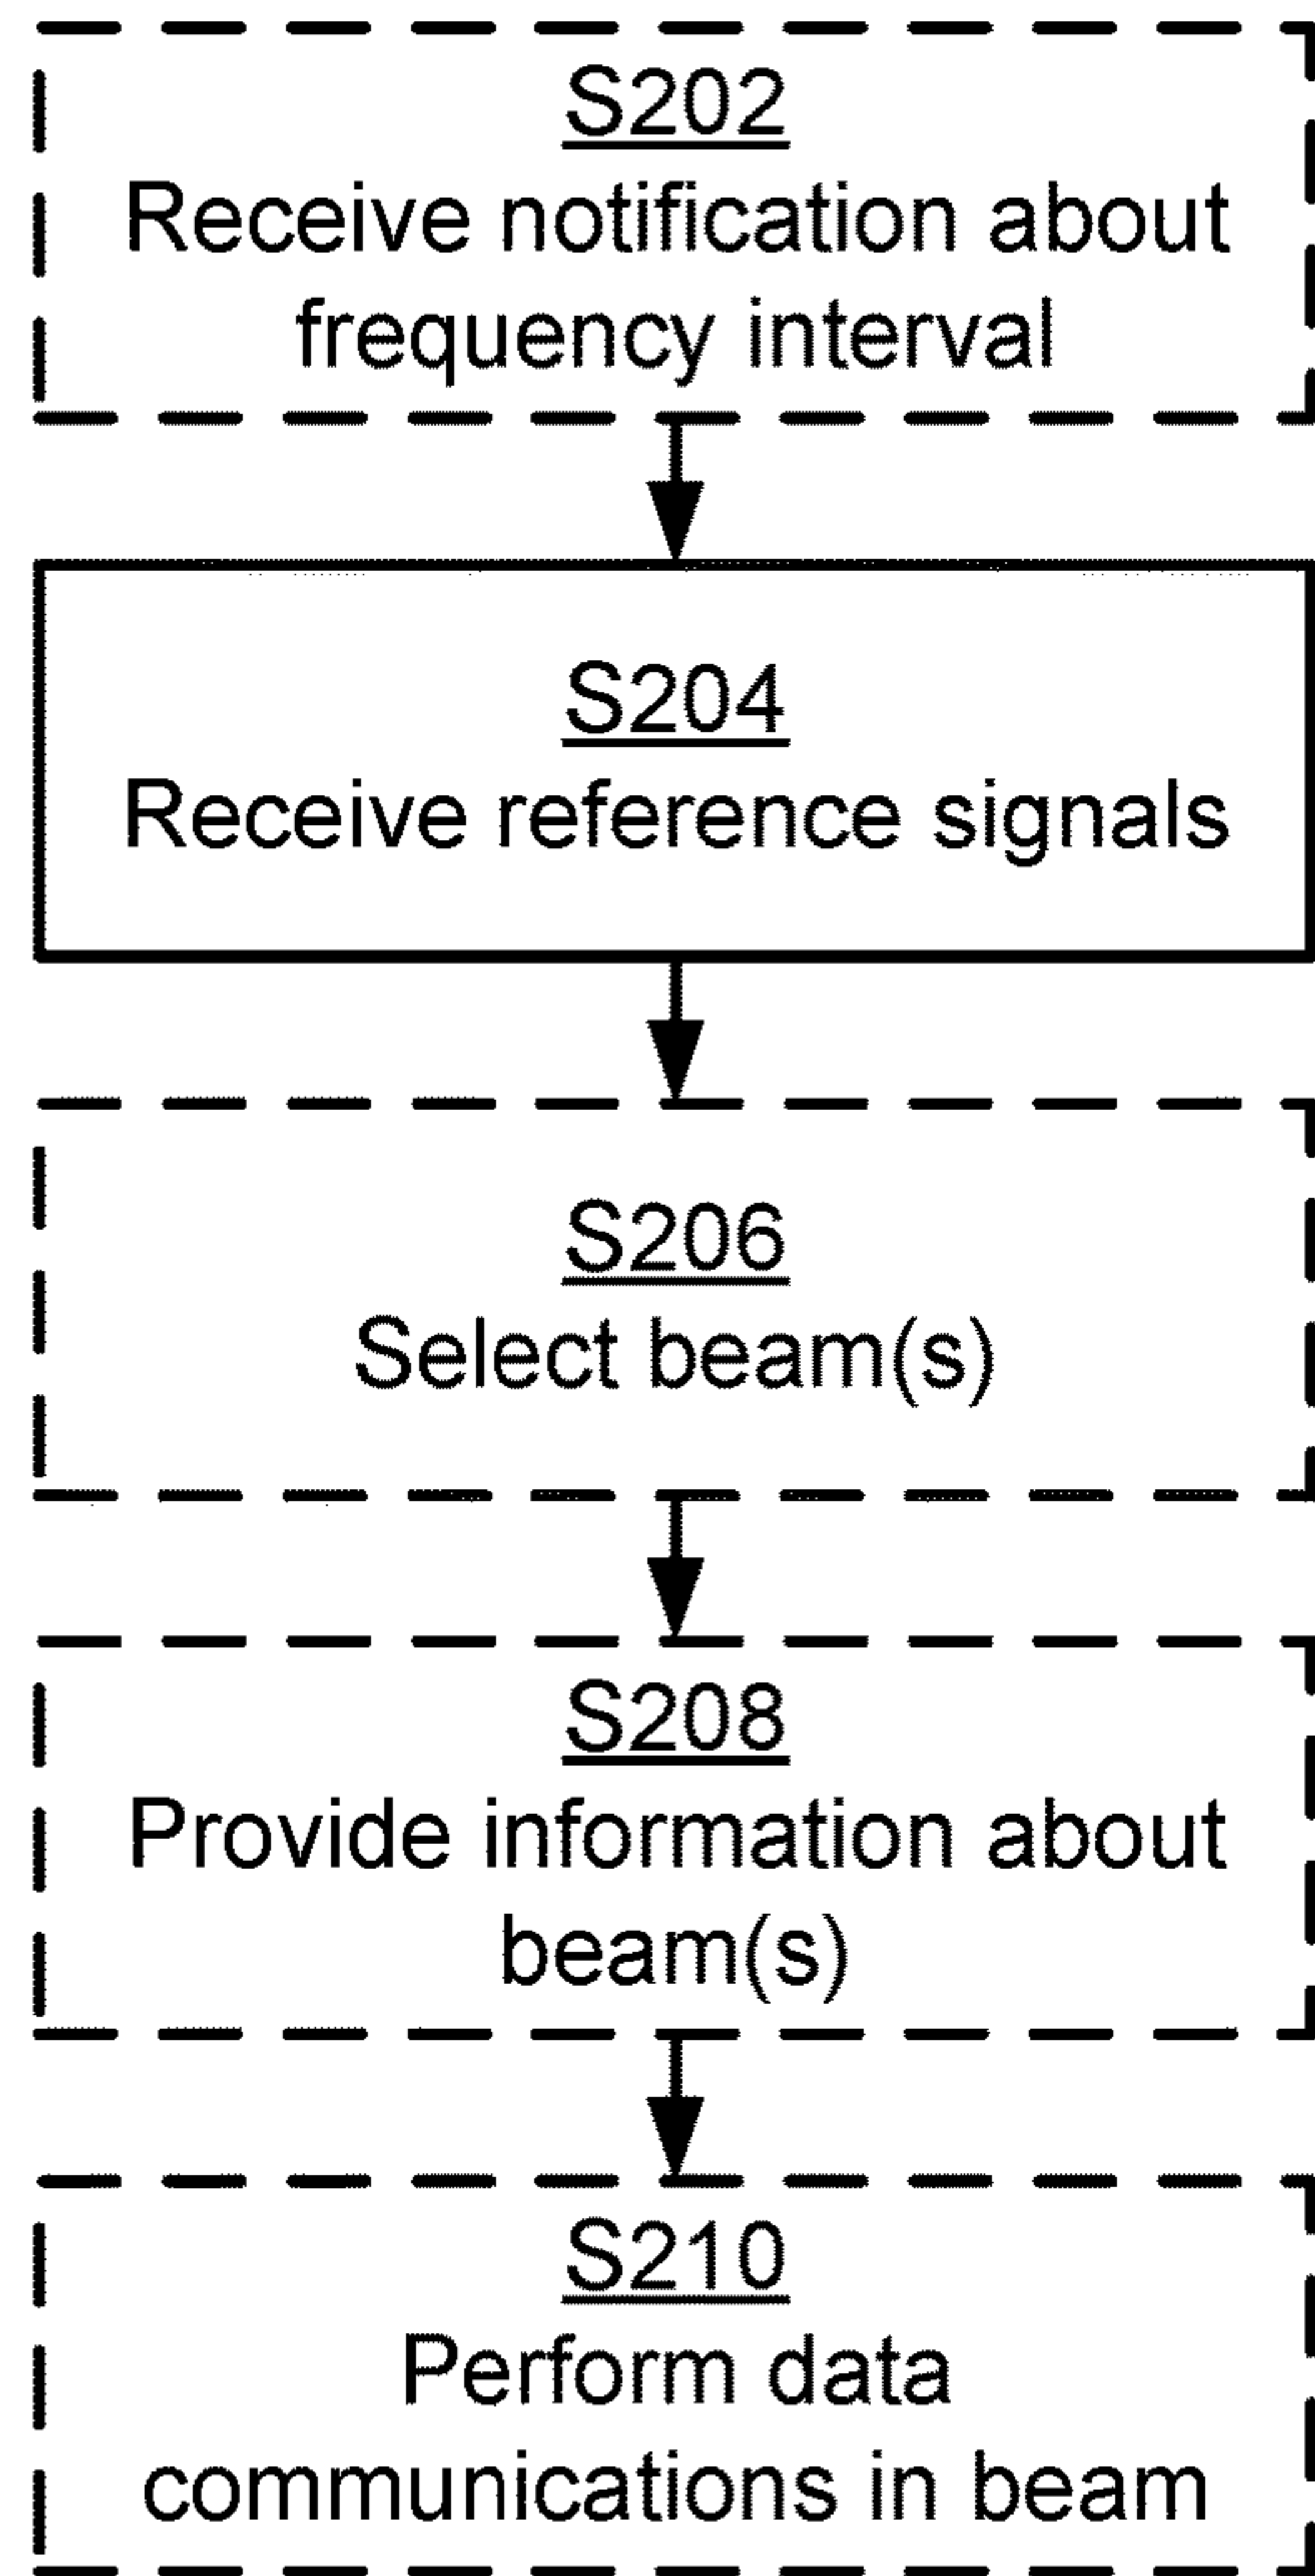 S202
Receive notification about
frequency interval
S204
Receive reference signals
S206
Select beam(s)
S208
Provide information about
beam(s)
S210
Perform data
communications in beam